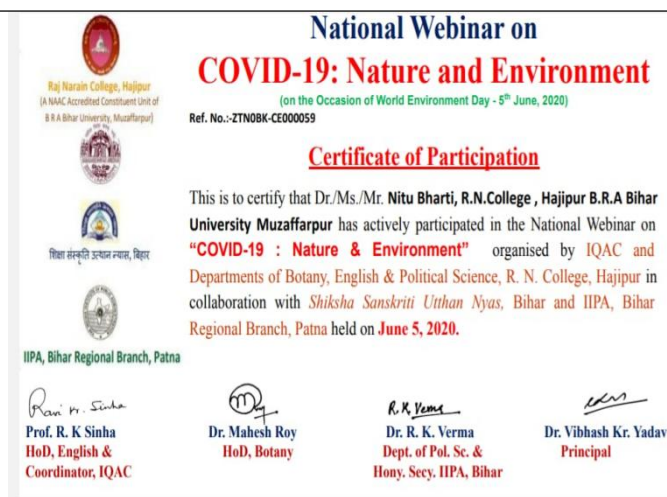 National Webinar on
COVID-19: Nature and Environment
(on the Occasion of World Environment Day - 5th June, 2020)
Ref. No.:-ZTN0BK-CE000059
Raj Narain College, Hajipur
(A NAAC Accredited Constituent Unit of
B R A Bihar University, Muzaffarpur)
शिक्षा संस्कृति उत्थान न्यास, बिहार
IIPA, Bihar Regional Branch, Patna
Certificate of Participation
This is to certify that Dr./Ms./Mr. Nitu Bharti, R.N.College , Hajipur B.R.A Bihar
University Muzaffarpur has actively participated in the National Webinar on
“COVID-19 : Nature & Environment” organised by IQAC and
Departments of Botany, English & Political Science, R. N. College, Hajipur in
collaboration with Shiksha Sanskriti Utthan Nyas, Bihar and IIPA, Bihar
Regional Branch, Patna held on June 5, 2020.
Ravi Kr. Sinha
Prof. R. K Sinha
HoD, English &
Coordinator, IQAC
Dr. Mahesh Roy
HoD, Botany
R.K. Verma
Dr. R. K. Verma
Dept. of Pol. Sc. &
Hony. Secy. IIPA, Bihar
Dr. Vibhash Kr. Yadav
Principal